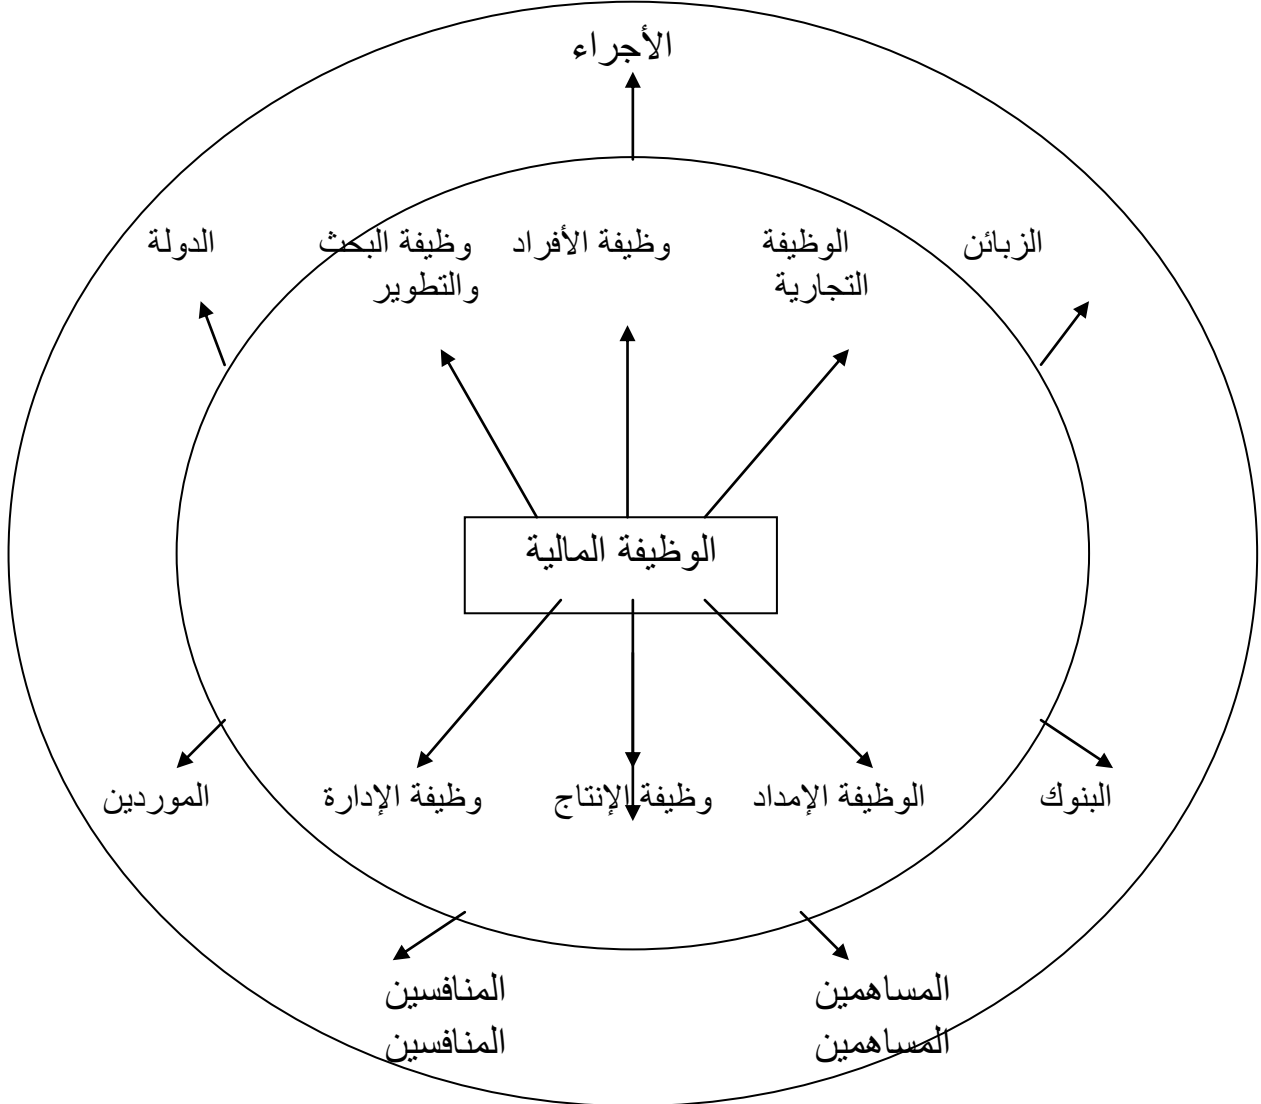 الأجراء
الزبائن
الوظيفة
التجارية
وظيفة الأفراد
وظيفة البحث
والتطوير
الدولة
الوظيفة المالية
البنوك
الوظيفة الإمداد
وظيفة الإنتاج
وظيفة الإدارة
الموردين
المساهمين
المنافسين
المساهمين
المنافسين